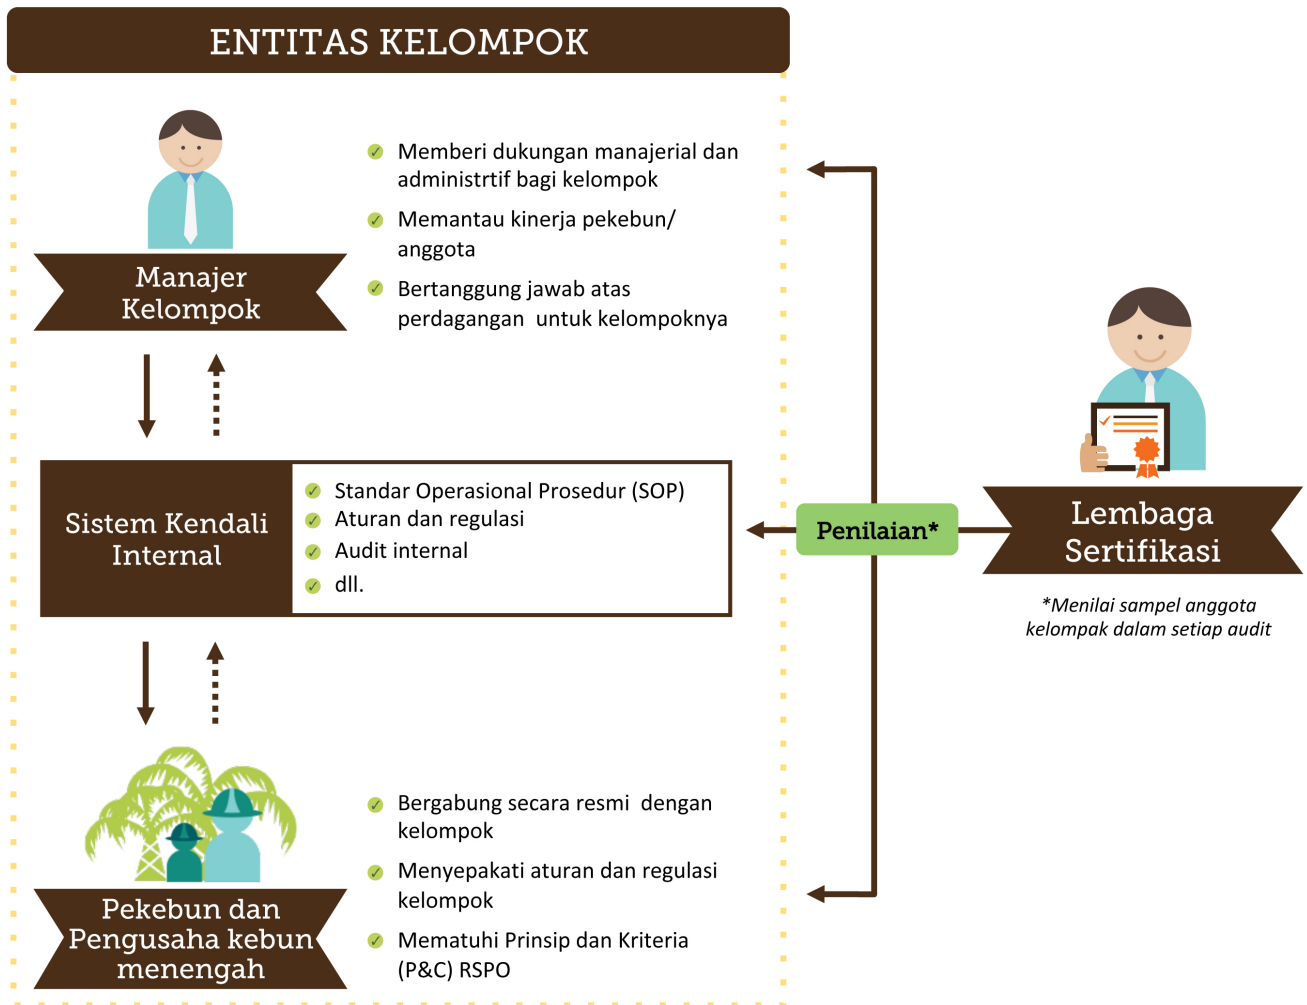 ENTITAS KELOMPOK
Memberi dukungan manajerial dan
administrtif bagi kelompok
Memantau kinerja pekebun/
anggota
Bertanggung jawab atas
perdagangan untuk kelompoknya
Manajer
Kelompok
Sistem Kendali
Internal
Standar Operasional Prosedur (SOP)
Aturan dan regulasi
Audit internal
dll.
Penilaian*
Lembaga
Sertifikasi
*Menilai sampel anggota
kelompak dalam setiap audit
Bergabung secara resmi dengan
kelompok
Menyepakati aturan dan regulasi
kelompok
Mematuhi Prinsip dan Kriteria
(P&C) RSPO
Pekebun dan
Pengusaha kebun
menengah